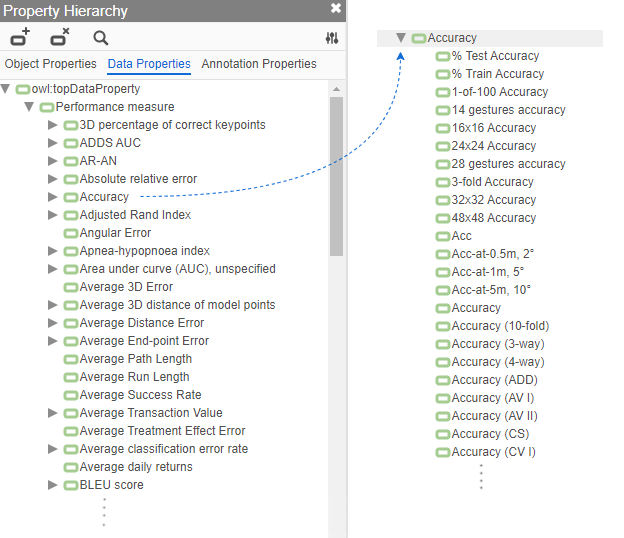 Property Hierarchy
Object Properties Data Properties Annotation Properties
owl:topDataProperty
Performance measure
3D percentage of correct keypoints
ADDS AUC
AR-AN
Absolute relative error
Accuracy
Adjusted Rand Index
Angular Error
Apnea-hypopnoea index
Area under curve (AUC), unspecified
Average 3D Error
Average 3D distance of model points
Average Distance Error
Average End-point Error
Average Path Length
Average Run Length
Average Success Rate
Average Transaction Value
Average Treatment Effect Error
Average classification error rate
Average daily returns
BLEU score
Accuracy
% Test Accuracy
% Train Accuracy
1-of-100 Accuracy
14 gestures accuracy
16x16 Accuracy
24x24 Accuracy
28 gestures accuracy
3-fold Accuracy
32x32 Accuracy
48x48 Accuracy
Acc
Acc-at-0.5m, 2°
Acc-at-1m, 5°
Acc-at-5m, 10°
Accuracy
Accuracy (10-fold)
Accuracy (3-way)
Accuracy (4-way)
Accuracy (ADD)
Accuracy (AV I)
Accuracy (AV II)
Accuracy (CS)
Accuracy (CV I)